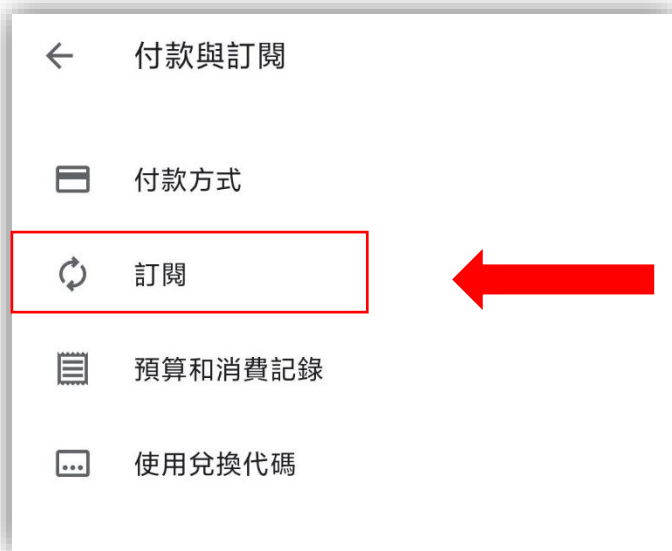 付款與訂閱
付款方式
訂閱
預算和消費記錄
使用兌換代碼